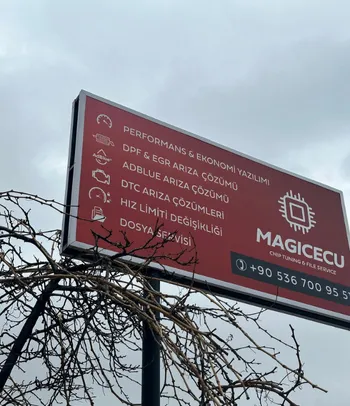 PERFORMANS & EKONOMİ YAZILIMI
DPF & EGR ARIZA ÇÖZÜMÜ
ADBLUE ARIZA ÇÖZÜMÜ
DTC ARIZA ÇÖZÜMLERİ
HIZ LİMİTİ DEĞİŞİKLİĞİ
DOSYA SERVİSİ
MAGICECU
CHIP TUNING & FILE SERVICE
+90 536 700 95 5